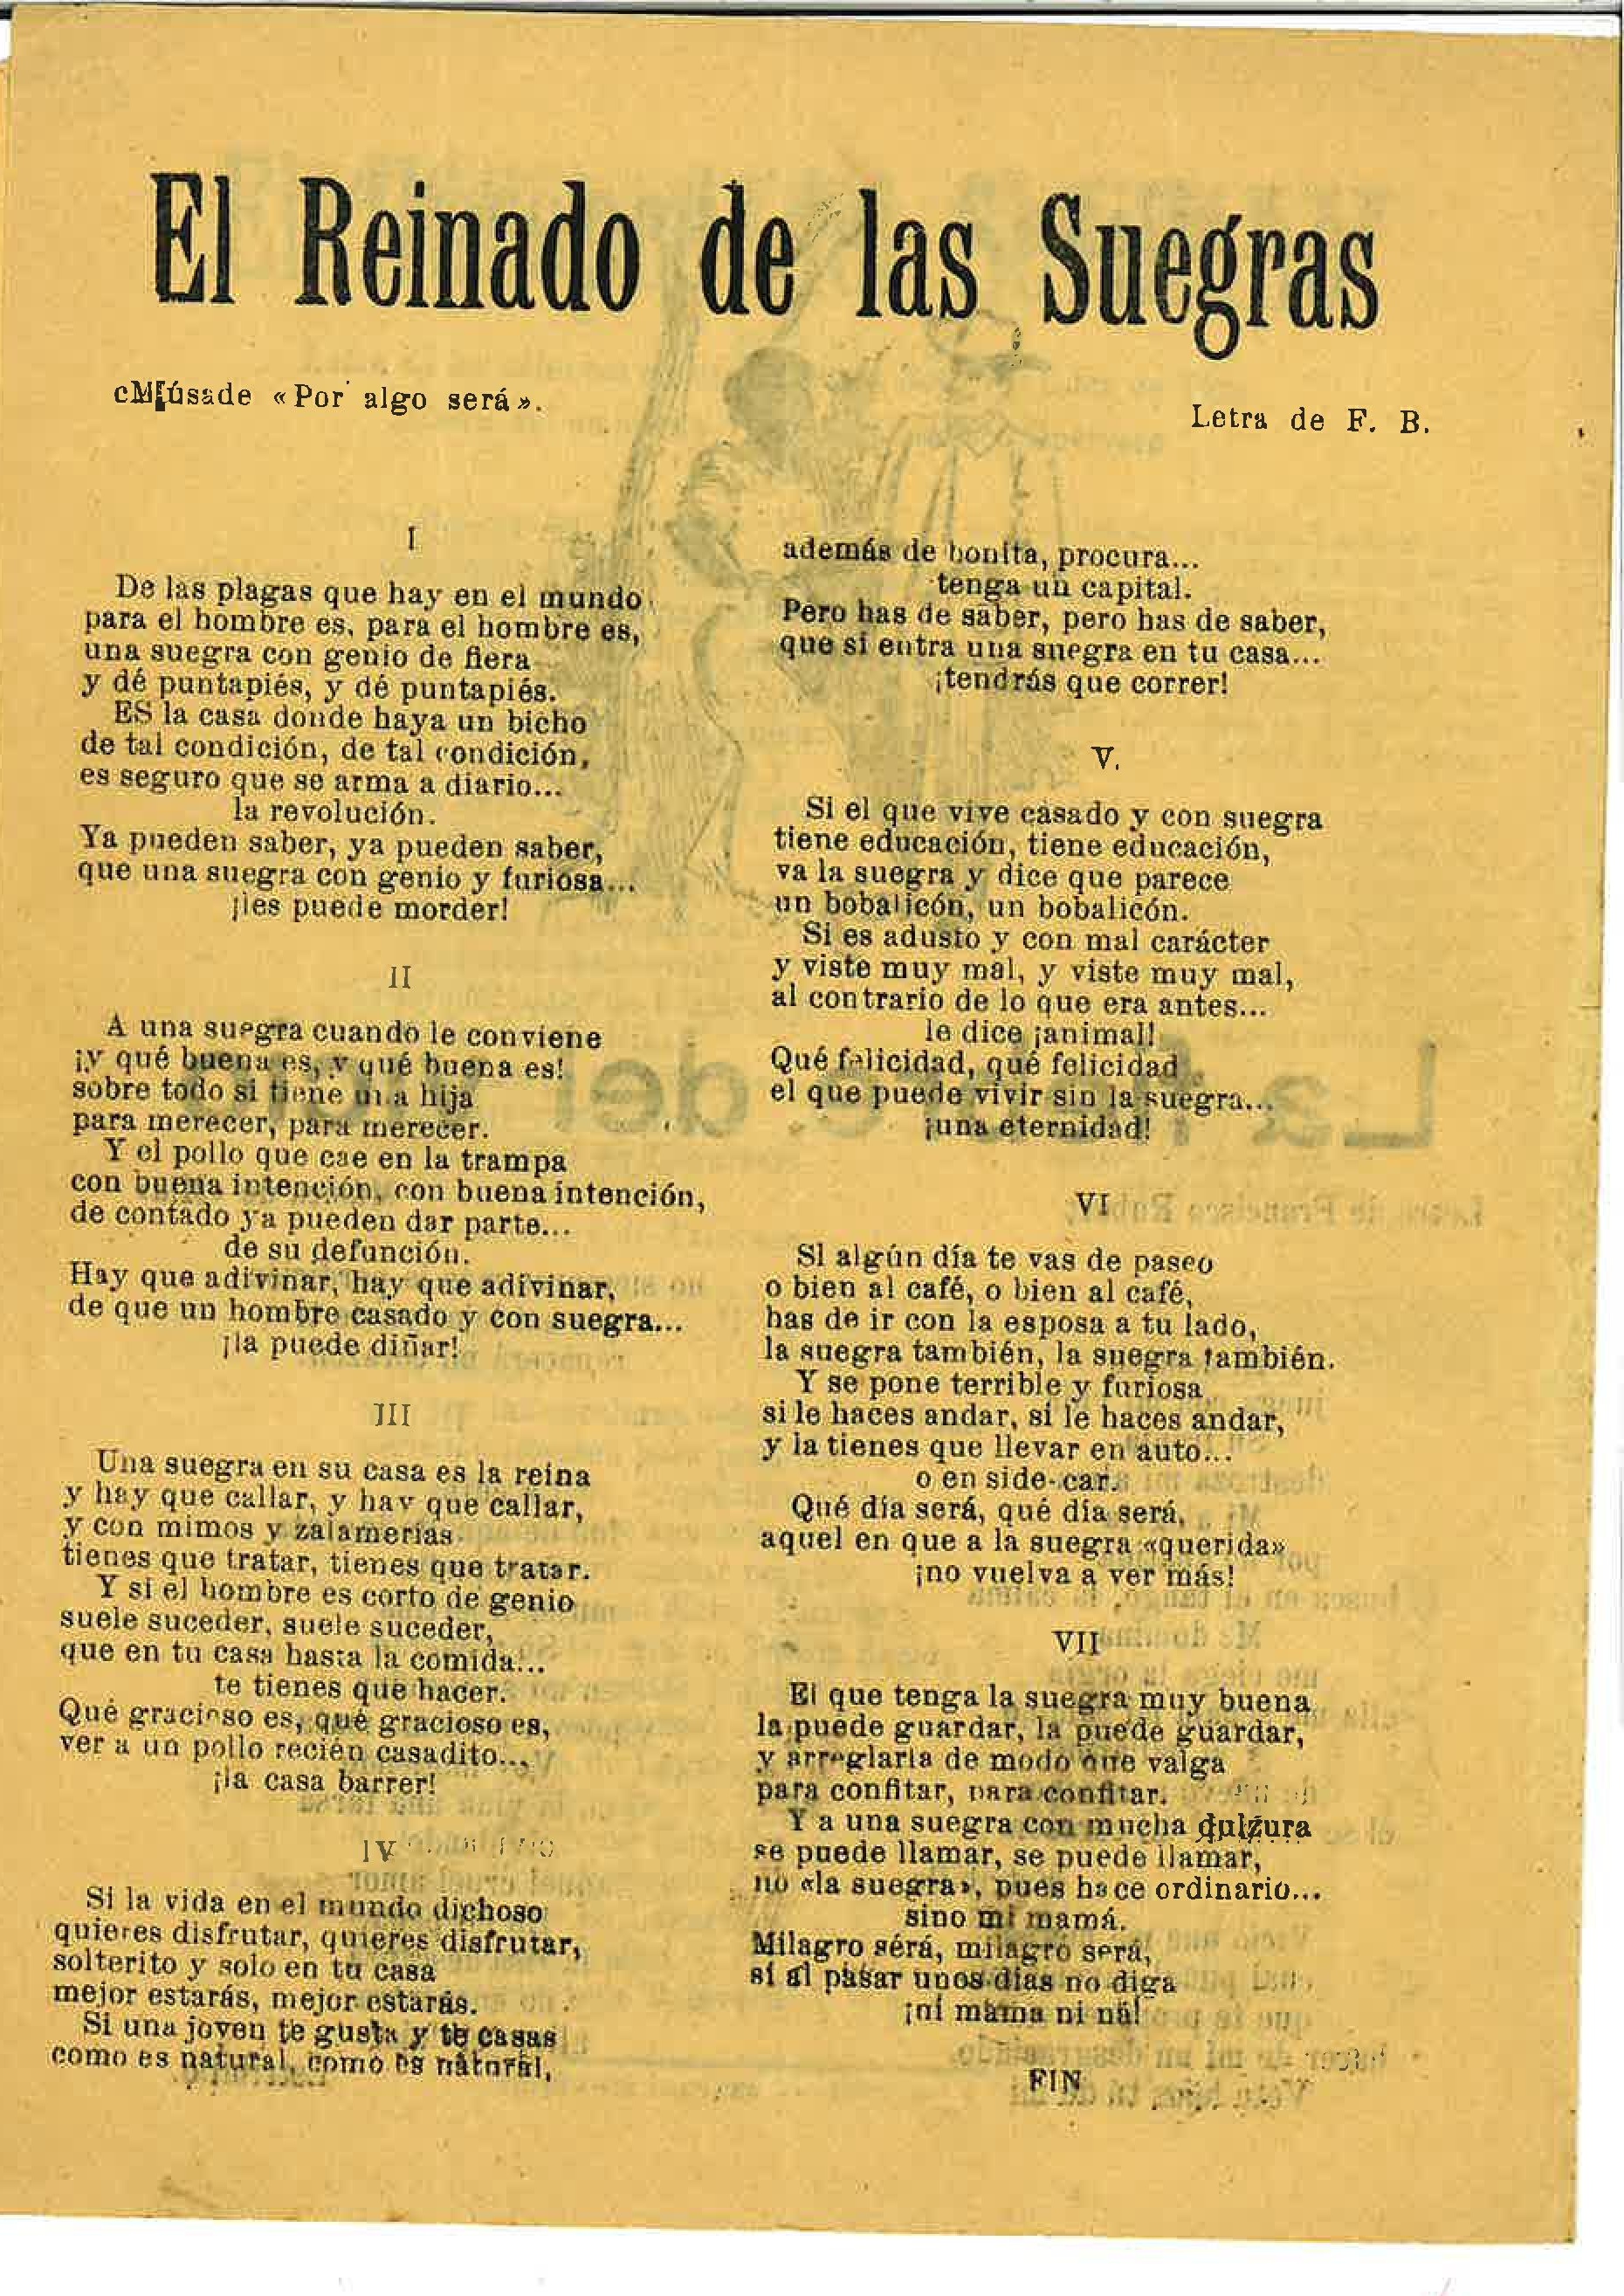 El Reinado de las Suegras
cMúsade «Por algo será».
Letra de F. B.
I
De las plagas que hay en el mundo
para el hombre es, para el hombre es,
una suegra con genio de fiera
y dé puntapiés, y dé puntapiés.
ES la casa donde haya un bicho
de tal condición, de tal condición,
es seguro que se arma a diario...
la revolución.
Ya pueden saber, ya pueden saber,
que una suegra con genio y furiosa...
¡les puede morder!
II
A una suegra cuando le conviene
¡y qué buena es, y qué buena es!
sobre todo si tiene una hija
para merecer, para merecer.
Y el pollo que cae en la trampa
con buena intención, con buena intención,
de contado ya pueden dar parte...
de su defunción.
Hay que adivinar, hay que adivinar,
de que un hombre casado y con suegra...
¡la puede diñar!
III
Una suegra en su casa es la reina
y hay que callar, y hay que callar,
y con mimos y zalamerías
tienes que tratar, tienes que tratar.
Y si el hombre es corto de genio
suele suceder, suele suceder,
que en tu casa hasta la comida...
te tienes que hacer.
Qué gracioso es, qué gracioso es,
ver a un pollo recién casadito...
¡la casa barrer!
IV
Si la vida en el mundo dichoso
quieres disfrutar, quieres disfrutar,
solterito y solo en tu casa
mejor estarás, mejor estarás.
Si una joven te gusta y te casas
como es natural, como es natural,
además de bonita, procura...
tenga un capital.
Pero has de saber, pero has de saber,
que si entra una suegra en tu casa...
¡tendrás que correr!
V.
Si el que vive casado y con suegra
tiene educación, tiene educación,
va la suegra y dice que parece
un bobalicón, un bobalicón.
Si es adusto y con mal carácter
y viste muy mal, y viste muy mal,
al contrario de lo que era antes...
le dice ¡animal!
Qué felicidad, qué felicidad
el que puede vivir sin la suegra...
¡una eternidad!
VI
SI algún día te vas de paseo
o bien al café, o bien al café,
has de ir con la esposa a tu lado,
la suegra también, la suegra también.
Y se pone terrible y furiosa
si le haces andar, si le haces andar,
y la tienes que llevar en auto...
o en side-car.
Qué día será, qué día será,
aquel en que a la suegra «querida»
¡no vuelva a ver más!
VII
El que tenga la suegra muy buena
la puede guardar, la puede guardar,
y arreglarla de modo que valga
para confitar, para confitar.
Y a una suegra con mucha dulzura
se puede llamar, se puede llamar,
no «la suegra», pues hace ordinario...
sino mi mamá.
Milagro será, milagro será,
si al pasar unos días no diga
¡ni mama ni ná!
FIN